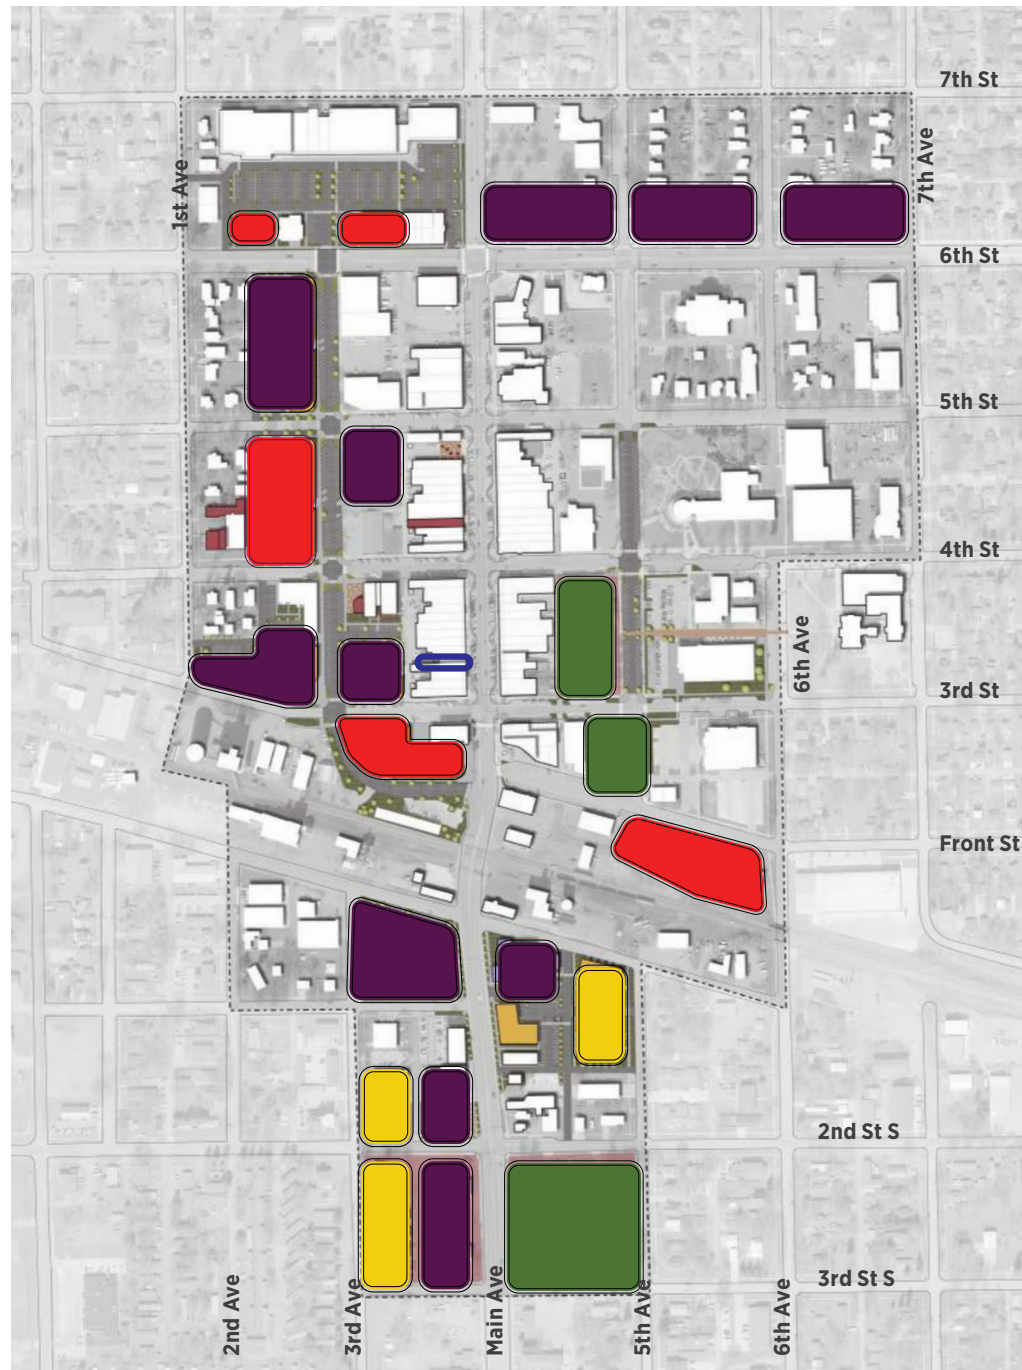 7th St
7th Ave
1st Ave
6th St
5th St
4th St
6th Ave
3rd St
Front St
2nd St S
3rd St S
2nd Ave
3rd Ave
Main Ave
5th Ave
6th Ave